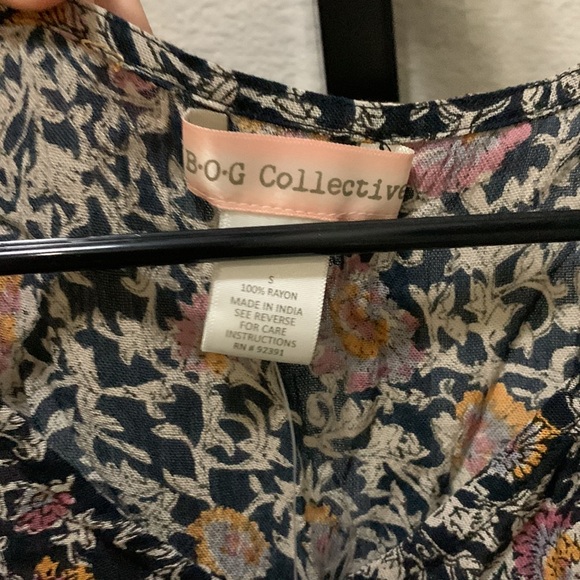 B·O·G Collective
S
100% RAYON
MADE IN INDIA
SEE REVERSE
FOR CARE
INSTRUCTIONS
RN # 92391